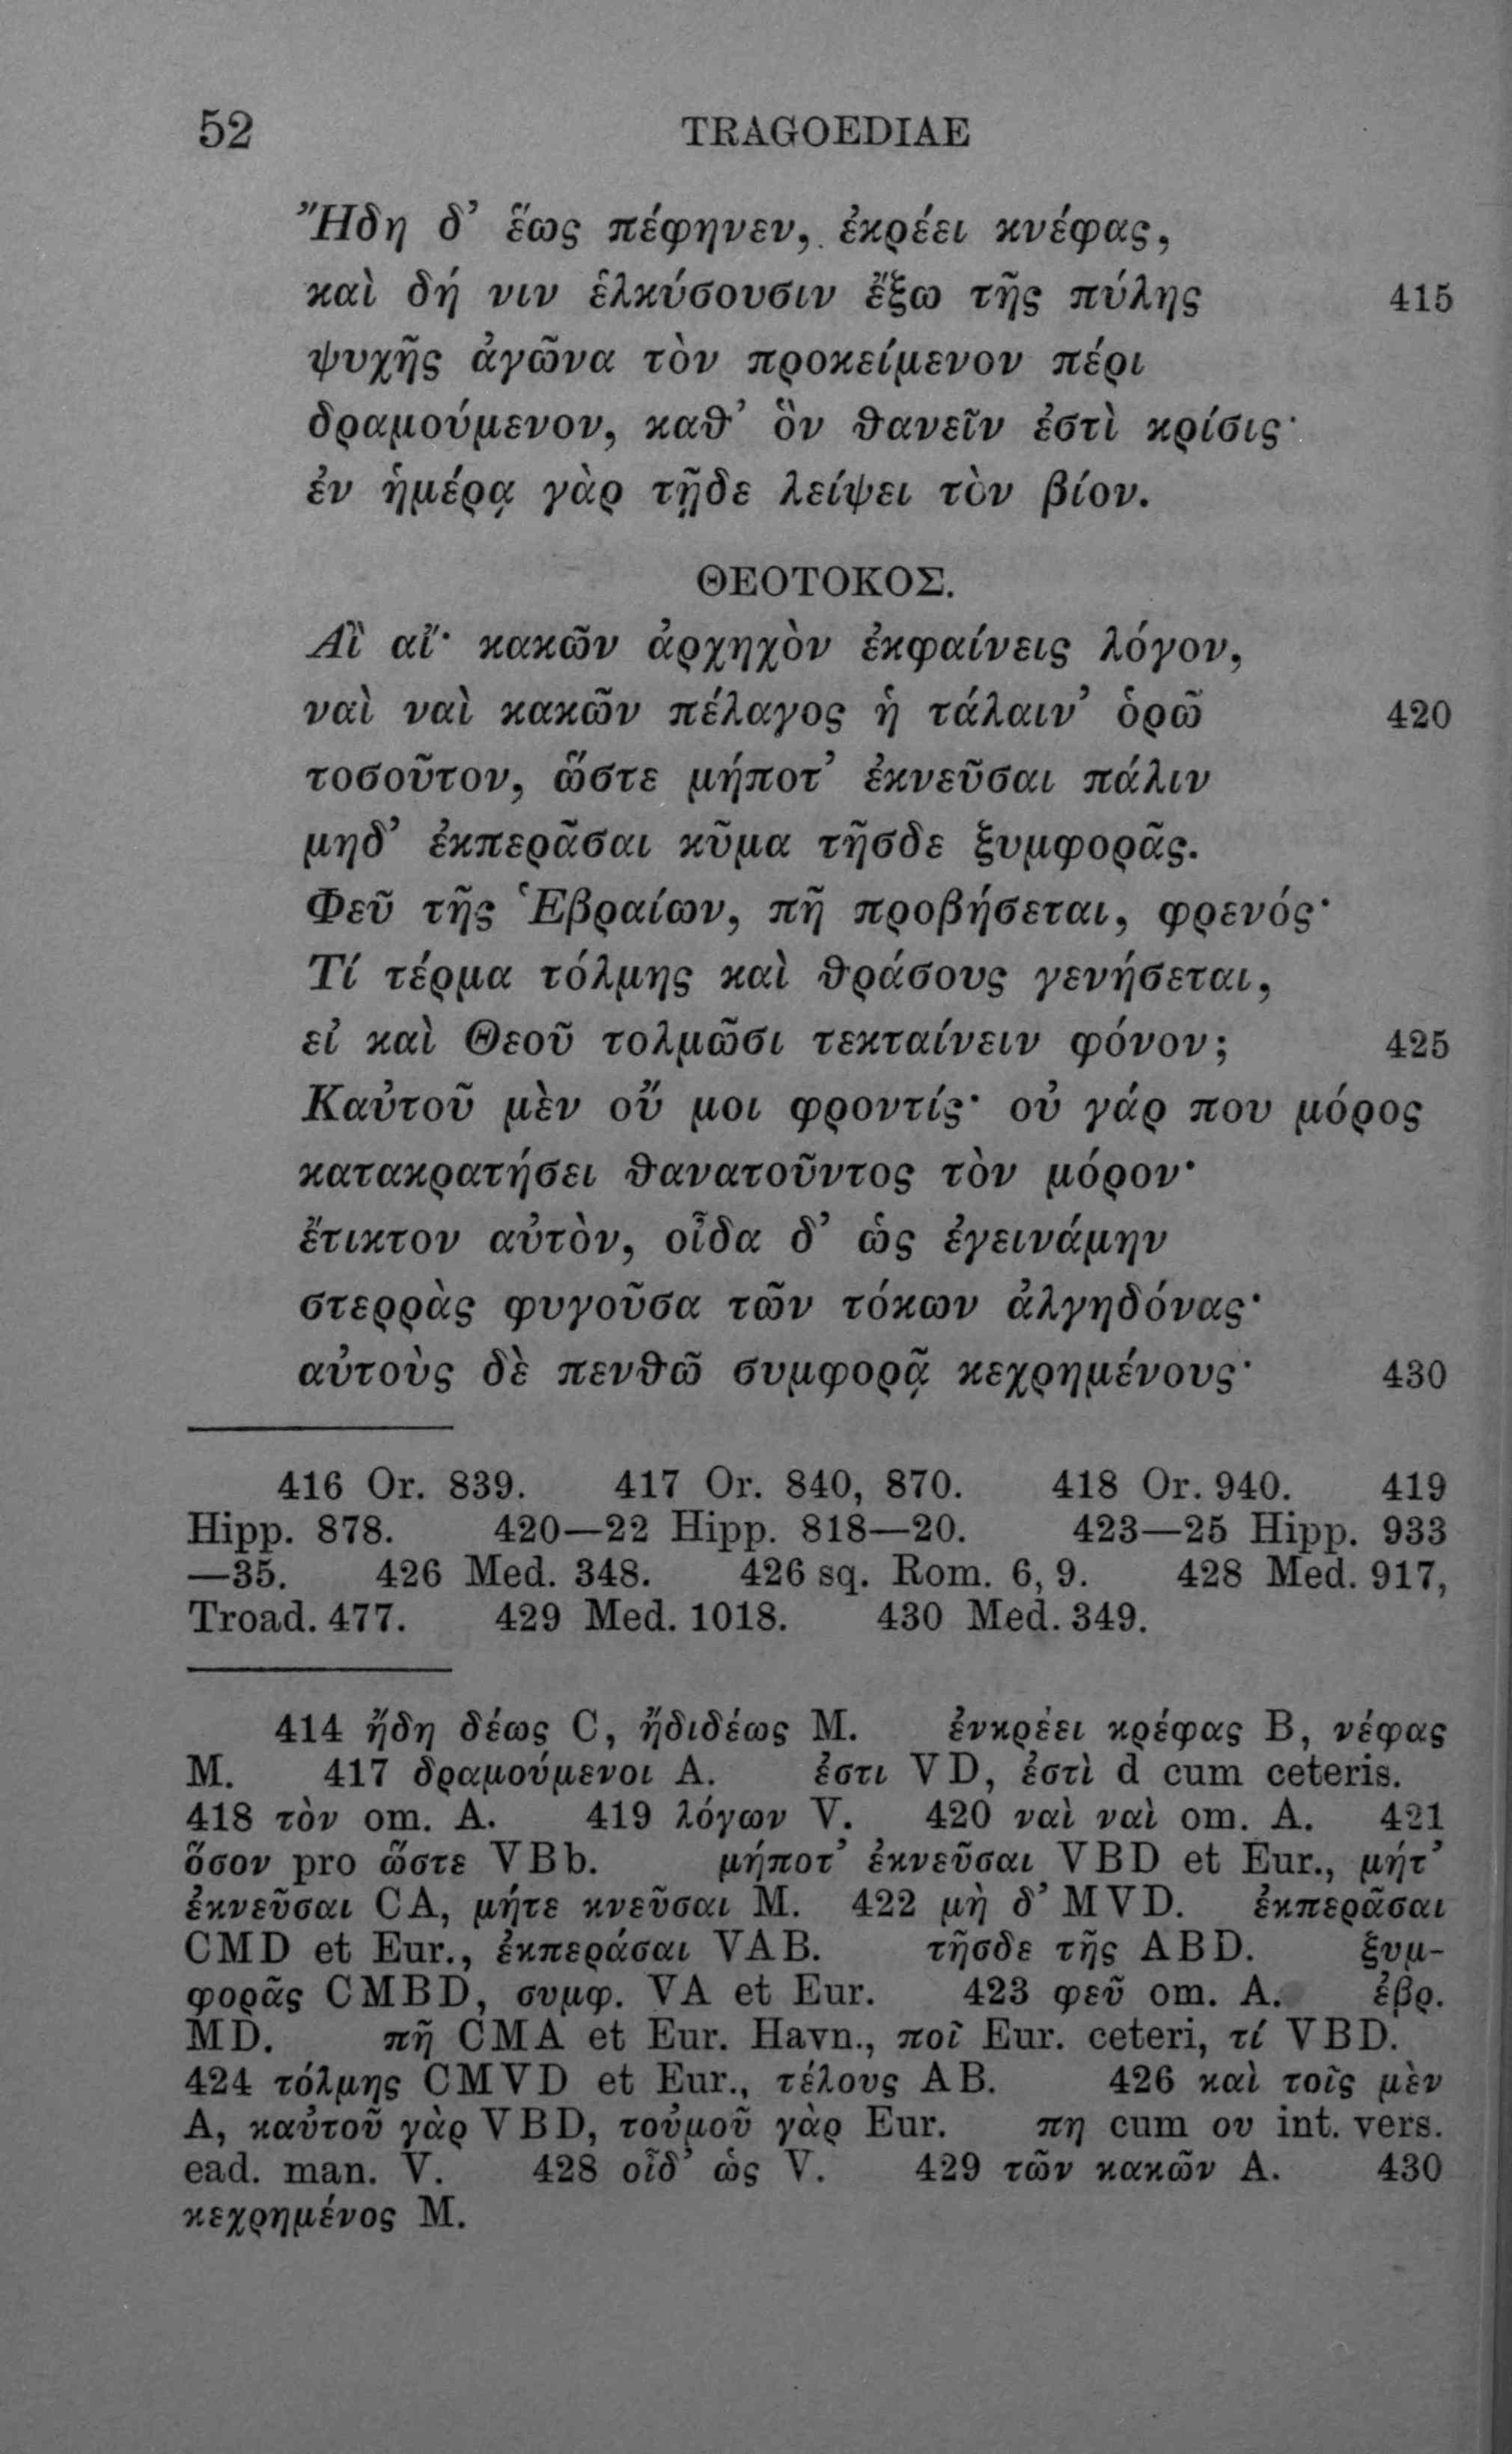 52 TRAGOEDIAE
Ἤδη δ’ ἕως πέφηνεν, ἐκρέει κνέφας,
καὶ δή νιν ἑλκύσουσιν ἔξω τῆς πύλης 415
ψυχῆς ἀγῶνα τὸν προκείμενον πέρι
δραμούμενον, καθ’ ὃν θανεῖν ἐστὶ κρίσις·
ἐν ἡμέρᾳ γὰρ τῇδε λείψει τὸν βίον.
ΘΕΟΤΟΚΟΣ.
Αἲ αἴ· κακῶν ἀρχηχὸν ἐκφαίνεις λόγον,
ναὶ ναὶ κακῶν πέλαγος ἡ τάλαιν’ ὁρῶ 420
τοσοῦτον, ὥστε μήποτ’ ἐκνεῦσαι πάλιν
μηδ’ ἐκπερᾶσαι κῦμα τῆσδε ξυμφορᾶς.
Φεῦ τῆς Ἑβραίων, πῆ προβήσεται, φρενός·
Τί τέρμα τόλμης καὶ θράσους γενήσεται,
εἰ καὶ Θεοῦ τολμῶσι τεκταίνειν φόνον; 425
Καὐτοῦ μὲν οὔ μοι φροντίς· οὐ γάρ που μόρος
κατακρατήσει θανατοῦντος τὸν μόρον·
ἔτικτον αὐτὸν, οἶδα δ’ ὡς ἐγεινάμην
στερρὰς φυγοῦσα τῶν τόκων ἀλγηδόνας·
αὐτοὺς δὲ πενθῶ συμφορᾷ κεχρημένους· 430
416 Or. 839. 417 Or. 840, 870. 418 Or. 940. 419
Hipp. 878. 420—22 Hipp. 818—20. 423—25 Hipp. 933
—35. 426 Med. 348. 426 sq. Rom. 6, 9. 428 Med. 917,
Troad. 477. 429 Med. 1018. 430 Med. 349.
414 ἤδη δέως C, ἤδιδέως M. ἐνκρέει κρέφας B, νέφας
M. 417 δραμούμενοι A. ἐστι VD, ἐστὶ d cum ceteris.
418 τὸν om. A. 419 λόγων V. 420 ναὶ ναὶ om. A. 421
ὅσον pro ὥστε VBb. μήποτ’ ἐκνεῦσαι VBD et Eur., μήτ’
ἐκνεῦσαι CA, μήτε κνεῦσαι M. 422 μὴ δ’ MVD. ἐκπερᾶσαι
CMD et Eur., ἐκπεράσαι VAB. τῆσδε τῆς ABD. ξυμ-
φορᾶς CMBD, συμφ. VA et Eur. 423 φεῦ om. A. ἑβρ.
MD. πῆ CMA et Eur. Havn., ποῖ Eur. ceteri, τί VBD.
424 τόλμης CMVD et Eur., τέλους AB. 426 καὶ τοῖς μὲν
A, καὐτοῦ γὰρ VBD, τοὐμοῦ γὰρ Eur. πη cum ου int. vers.
ead. man. V. 428 οἶδ’ ὡς V. 429 τῶν κακῶν A. 430
κεχρημένος M.